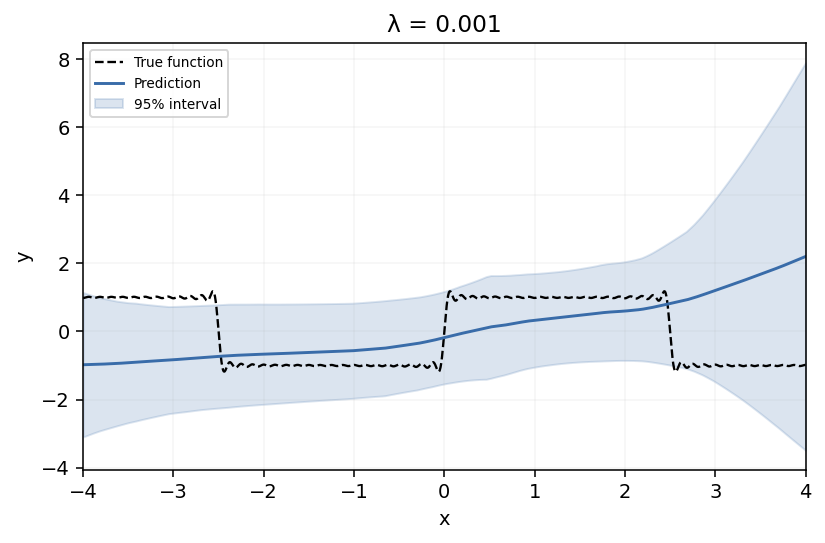 λ = 0.001
True function
Prediction
95% interval
8
6
4
2
0
−2
−4
y
−4 −3 −2 −1 0 1 2 3 4
x